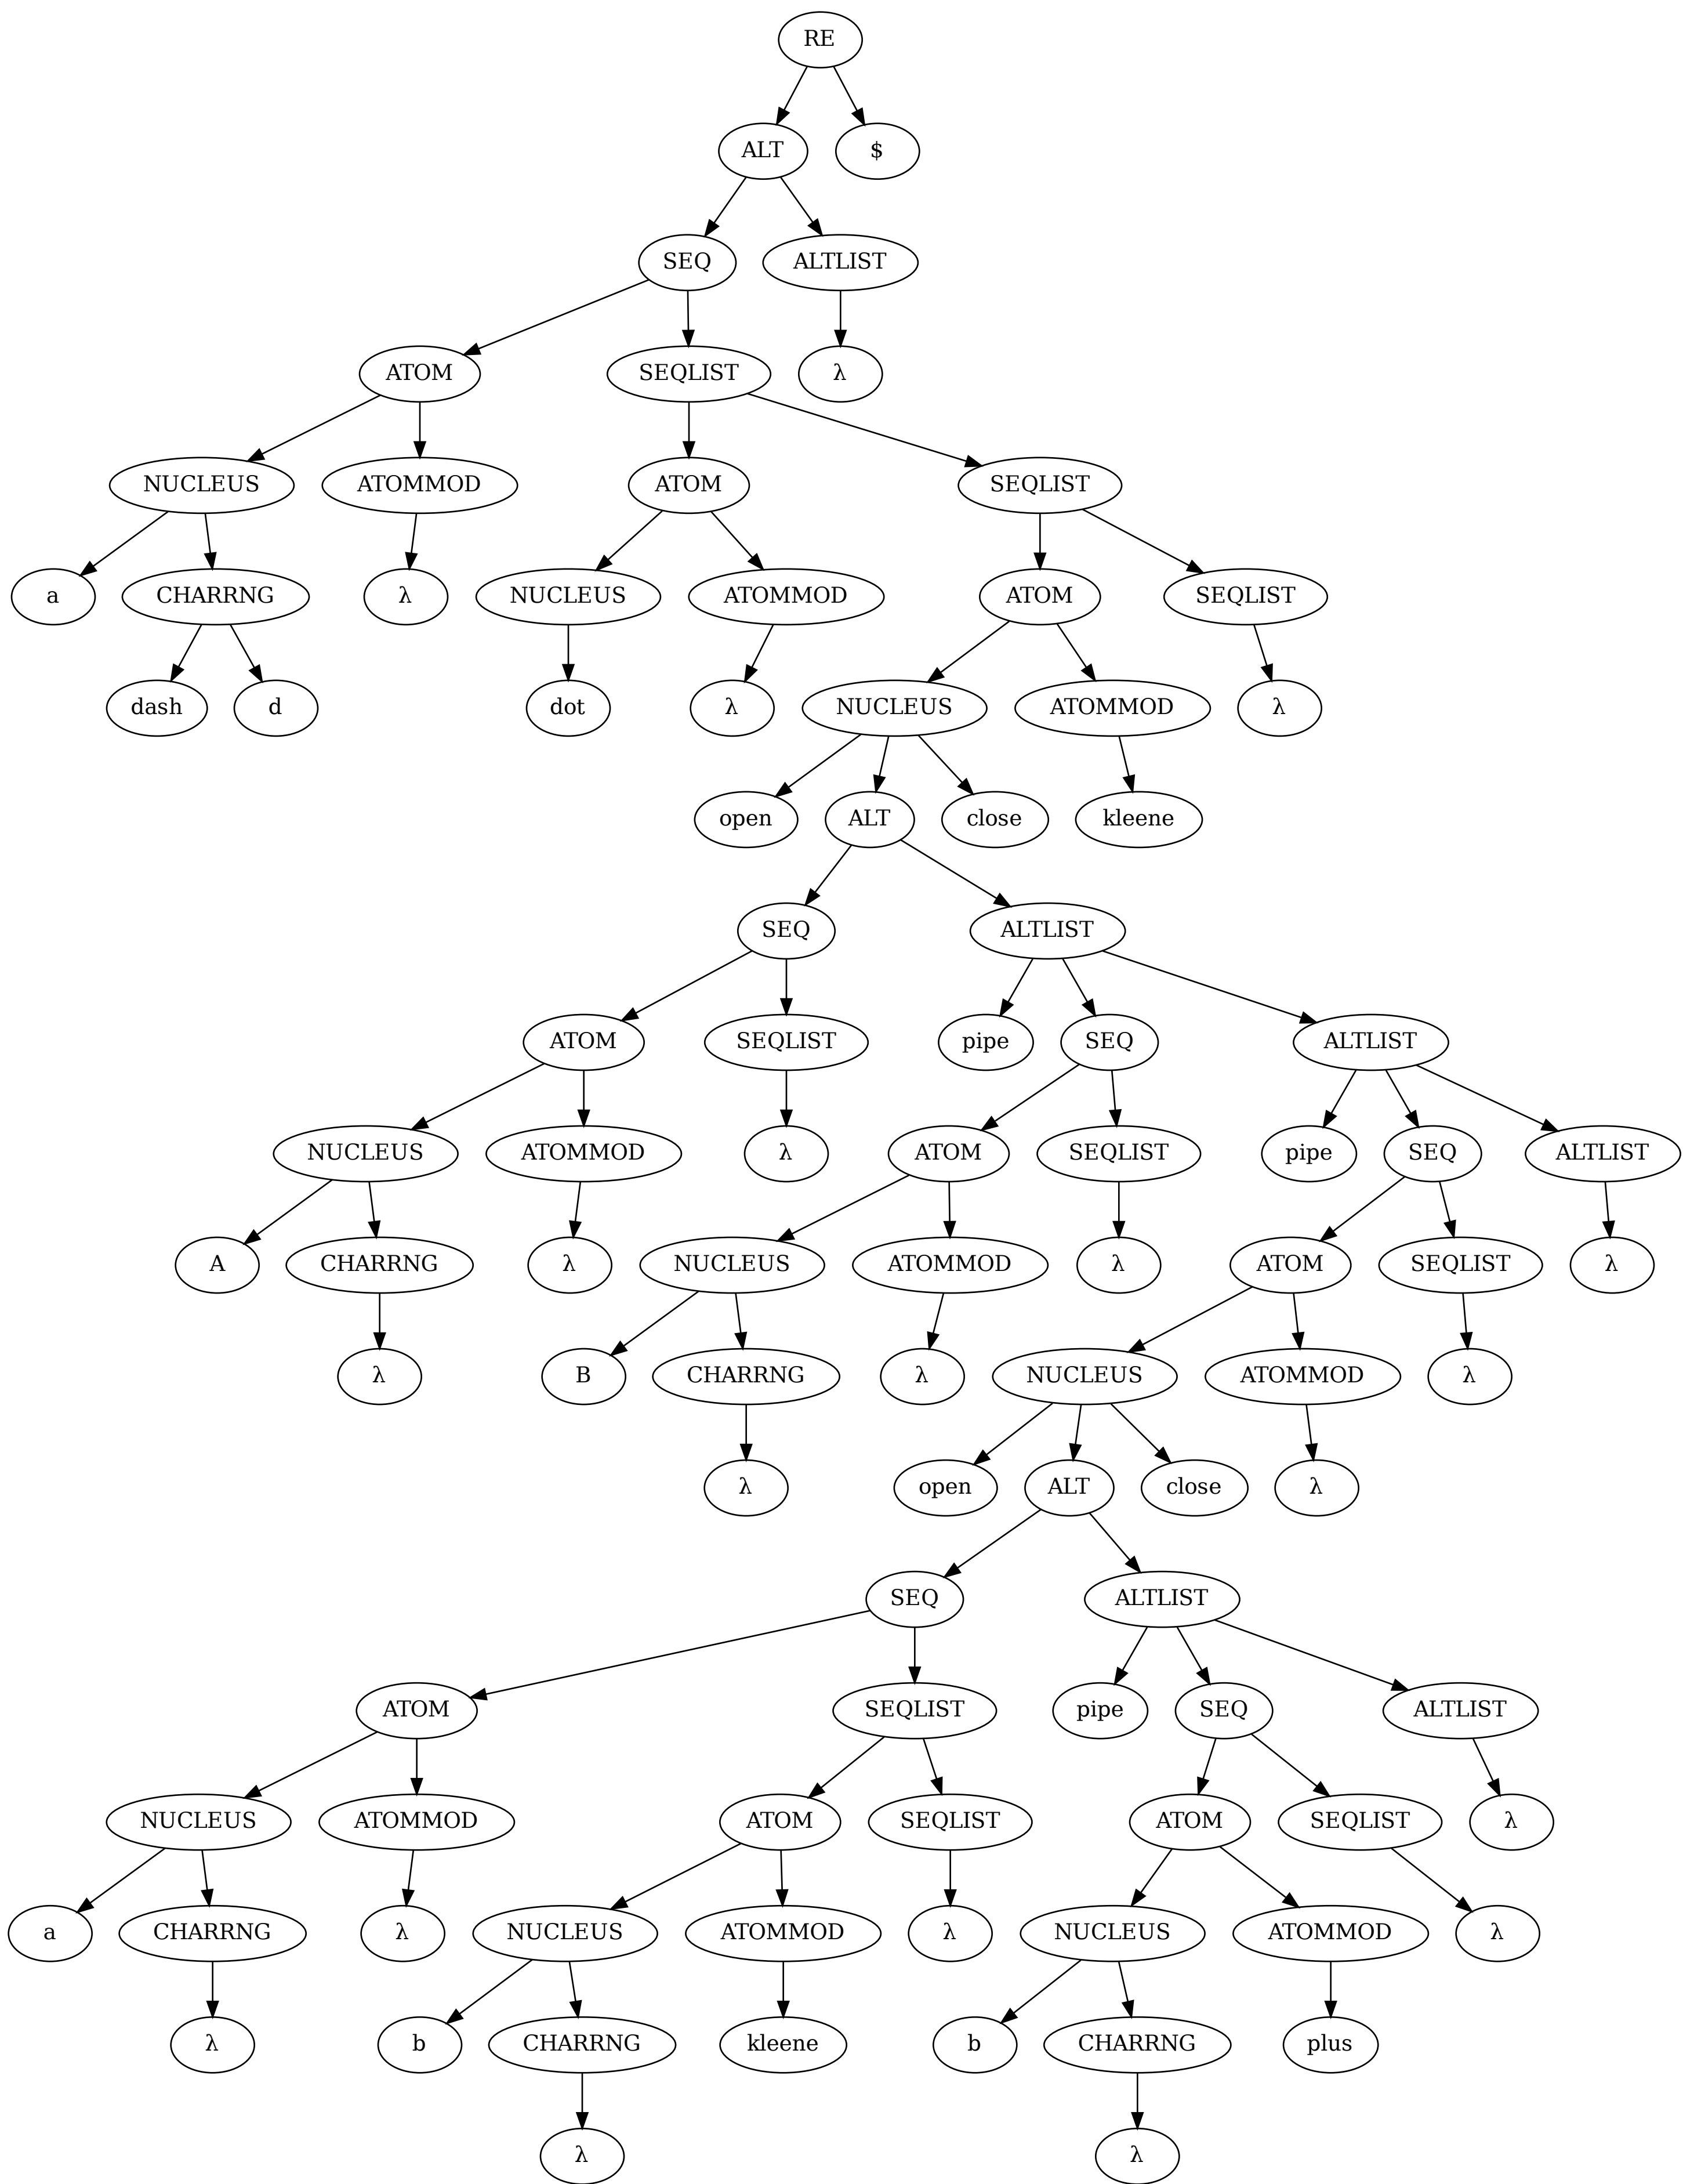 RE
ALT $
SEQ ALTLIST
ATOM SEQLIST λ
NUCLEUS ATOMMOD ATOM SEQLIST
a CHARRNG λ NUCLEUS ATOMMOD ATOM SEQLIST
dash d dot λ NUCLEUS ATOMMOD λ
open ALT close kleene
SEQ ALTLIST
ATOM SEQLIST pipe SEQ ALTLIST
NUCLEUS ATOMMOD λ ATOM SEQLIST pipe SEQ ALTLIST
A CHARRNG λ NUCLEUS ATOMMOD λ ATOM SEQLIST λ
λ B CHARRNG λ NUCLEUS ATOMMOD λ
λ open ALT close λ
SEQ ALTLIST
ATOM SEQLIST pipe SEQ ALTLIST
NUCLEUS ATOMMOD ATOM SEQLIST ATOM SEQLIST λ
a CHARRNG λ NUCLEUS ATOMMOD λ NUCLEUS ATOMMOD λ
λ b CHARRNG kleene b CHARRNG plus
λ λ